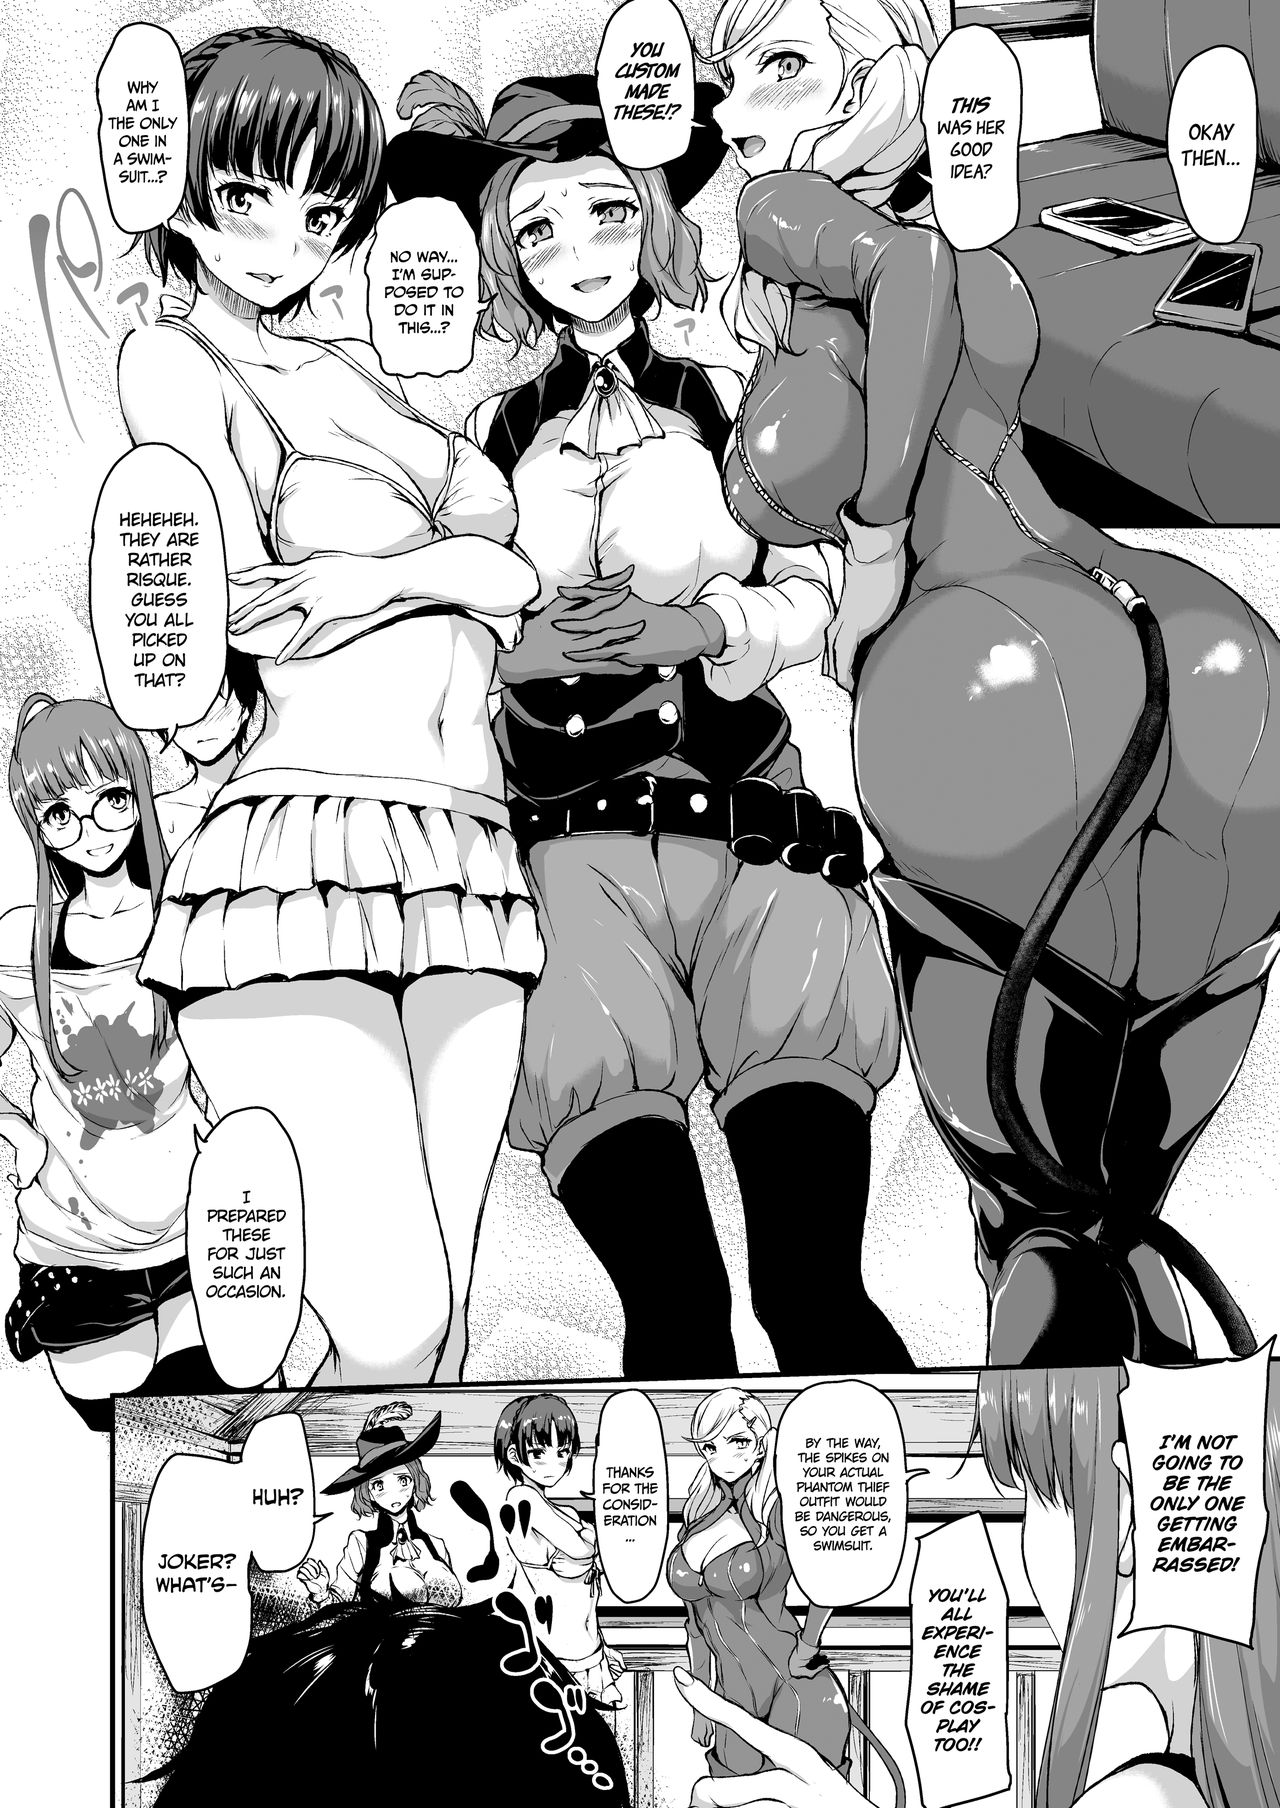 OKAY
THEN...
THIS
WAS HER
GOOD
IDEA?
YOU
CUSTOM
MADE
THESE!?
NO WAY...
I'M SUP-
POSED TO
DO IT IN
THIS...?
WHY
AM I
THE ONLY
ONE IN
A SWIM-
SUIT...?
HEHEHEH.
THEY ARE
RATHER
RISQUE.
GUESS
YOU ALL
PICKED
UP ON
THAT?
I
PREPARED
THESE
FOR JUST
SUCH AN
OCCASION.
I'M NOT
GOING TO
BE THE
ONLY ONE
GETTING
EMBAR-
RASSED!
YOU'LL
ALL
EXPERI-
ENCE THE
SHAME
OF COS-
PLAY
TOO!!
BY THE WAY,
THE SPIKES ON
YOUR ACTUAL
PHANTOM THIEF
OUTFIT WOULD
BE DANGEROUS,
SO YOU GET A
SWIMSUIT.
THANKS
FOR THE
CONSID-
ERATION
...
HUH?
JOKER?
WHAT'S-